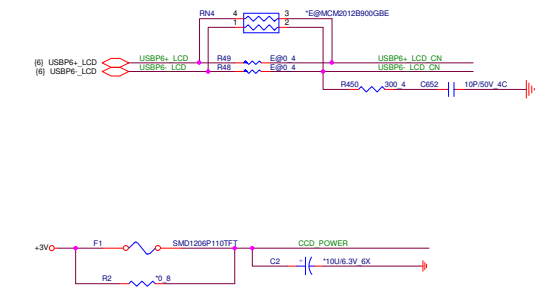 RN4 4 3 *E@MCM2012B900GBE
1 2
{6} USBP6+_LCD USBP6+_LCD R49 E@0_4 USBP6+_LCD_CN
{6} USBP6-_LCD USBP6-_LCD R48 E@0_4 USBP6-_LCD_CN
R450 300_4 C652 10P/50V_4C
+3V F1 SMD1206P110TFT CCD_POWER
C2 + *10U/6.3V_6X
R2 *0_8